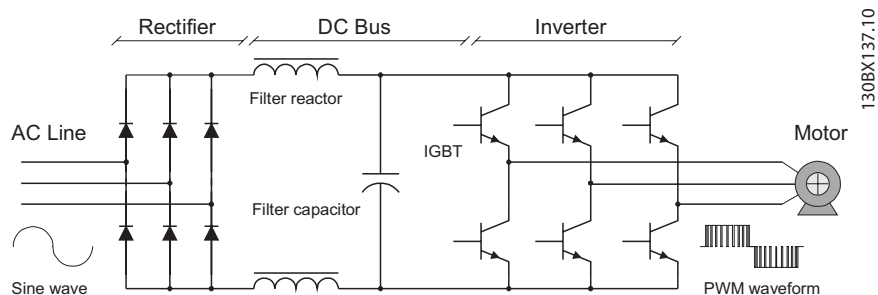 Rectifier
DC Bus
Inverter
130BX137.10
Filter reactor
AC Line
Motor
IGBT
Filter capacitor
Sine wave
PWM waveform